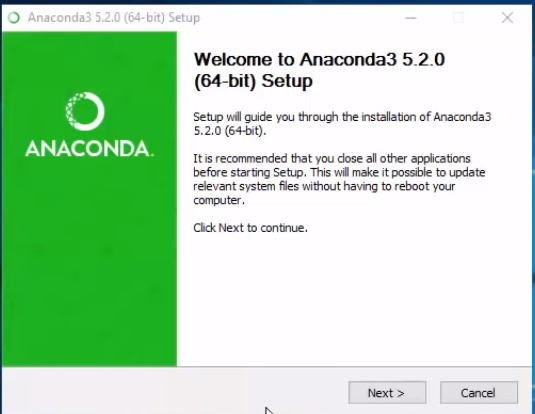 Anaconda3 5.2.0 (64-bit) Setup
Welcome to Anaconda3 5.2.0
(64-bit) Setup
ANACONDA.
Setup will guide you through the installation of Anaconda3
5.2.0 (64-bit).
It is recommended that you close all other applications
before starting Setup. This will make it possible to update
relevant system files without having to reboot your
computer.
Click Next to continue.
Next >
Cancel